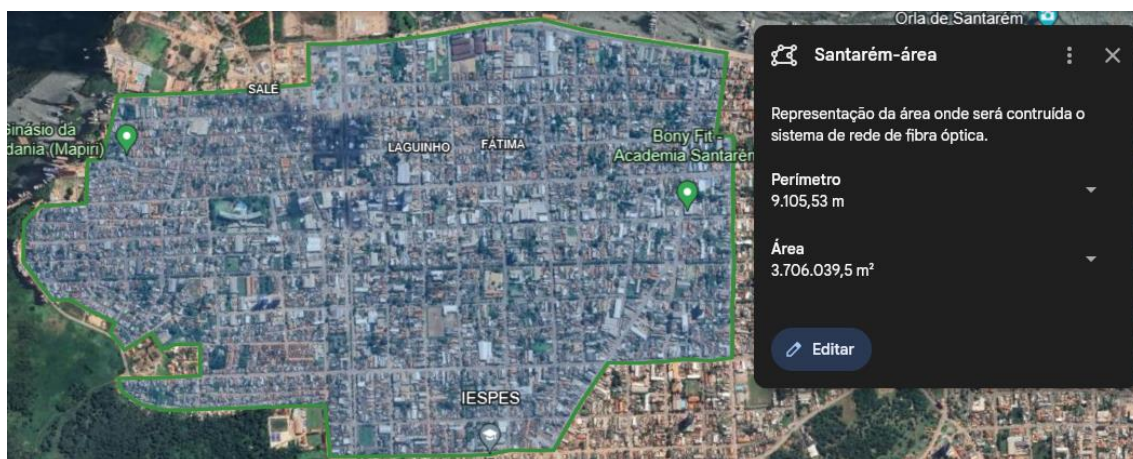 Orla de Santarém
Santarém-área
SALÉ
Representação da área onde será contruída o
sistema de rede de fibra óptica.
Ginásio da
dania (Mapiri)
LAGUINHO
FÁTIMA
Bony Fit -
Academia Santarém
Perímetro
9.105,53 m
Área
3.706.039,5 m²
Editar
IESPES